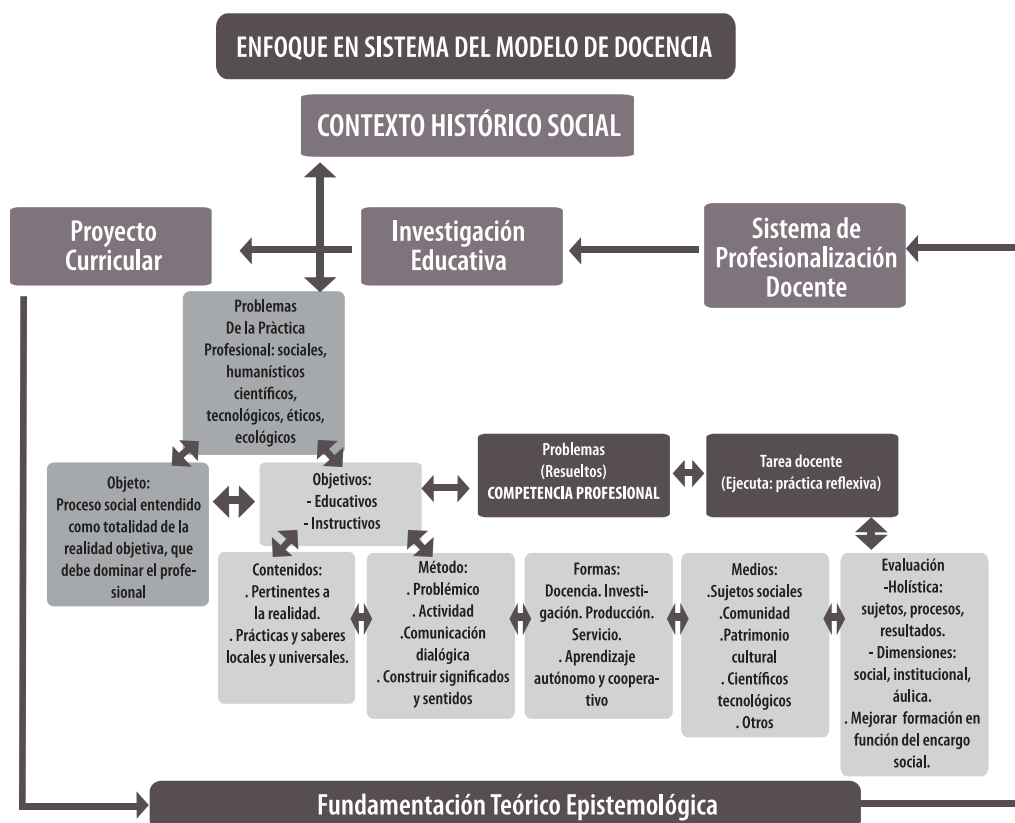 ENFOQUE EN SISTEMA DEL MODELO DE DOCENCIA
CONTEXTO HISTÓRICO SOCIAL
Proyecto
Curricular
Investigación
Educativa
Sistema de
Profesionalización
Docente
Problemas
De la Pràctica
Profesional: sociales,
humanísticos
científicos,
tecnológicos, éticos,
ecológicos
Objeto:
Proceso social entendido
como totalidad de la
realidad objetiva, que
debe dominar el profe-
sional
Objetivos:
- Educativos
- Instructivos
Problemas
(Resueltos)
COMPETENCIA PROFESIONAL
Tarea docente
(Ejecuta: práctica reflexiva)
Contenidos:
. Pertinentes a
la realidad.
. Prácticas y saberes
locales y universales.
Método:
. Problémico
. Actividad
.Comunicación
dialógica
. Construir significados
y sentidos
Formas:
Docencia. Investi-
gación. Producción.
Servicio.
. Aprendizaje
autónomo y coopera-
tivo
Medios:
.Sujetos sociales
.Comunidad
.Patrimonio
cultural
. Científicos
tecnológicos
. Otros
Evaluación
-Holística:
sujetos, procesos,
resultados.
- Dimensiones:
social, institucional,
áulica.
. Mejorar formación en
función del encargo
social.
Fundamentación Teórico Epistemológica